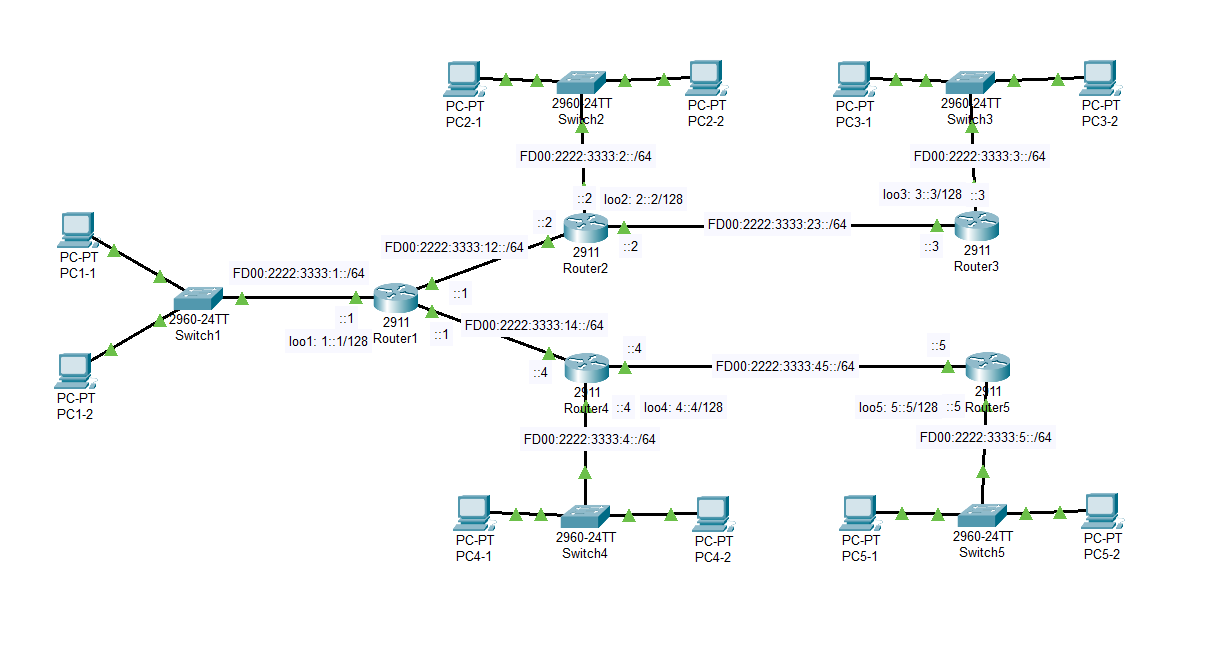 PC-PT
PC2-1
2960-24TT
Switch2
PC-PT
PC2-2
PC-PT
PC3-1
2960-24TT
Switch3
PC-PT
PC3-2
FD00:2222:3333:2::/64
FD00:2222:3333:3::/64
::2
loo2: 2::2/128
loo3: 3::3/128
::3
::2
FD00:2222:3333:23::/64
::2
::3
2911
Router2
2911
Router3
FD00:2222:3333:12::/64
PC-PT
PC1-1
FD00:2222:3333:1::/64
::1
::1
2960-24TT
Switch1
2911
Router1
loo1: 1::1/128
::1
FD00:2222:3333:14::/64
::4
::5
::4
FD00:2222:3333:45::/64
PC-PT
PC1-2
2911
Router4
::4
loo4: 4::4/128
loo5: 5::5/128
::5
2911
Router5
FD00:2222:3333:4::/64
FD00:2222:3333:5::/64
PC-PT
PC4-1
2960-24TT
Switch4
PC-PT
PC4-2
PC-PT
PC5-1
2960-24TT
Switch5
PC-PT
PC5-2